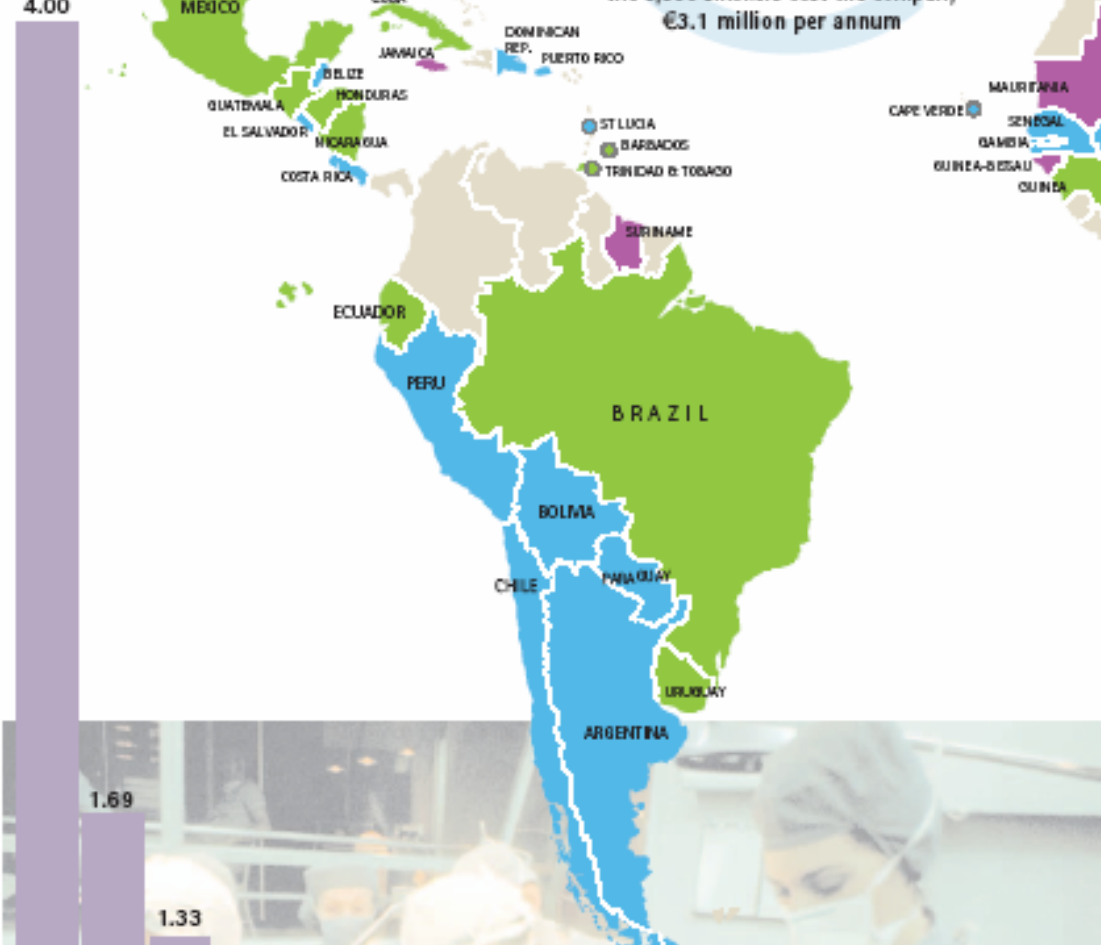 4.00
MEXICO
€3.1 million per annum
DOMINICAN
REP.
PUERTO RICO
JAMAICA
BELIZE
HONDURAS
GUATEMALA
EL SALVADOR
NICARAGUA
COSTA RICA
ST LUCIA
BARBADOS
TRINIDAD & TOBAGO
MAURITANIA
CAPE VERDE
SENEGAL
GAMBIA
GUINEA-BISSAU
GUINEA
SURINAME
ECUADOR
PERU
BRAZIL
BOLIVIA
PARAGUAY
CHILE
URUGUAY
ARGENTINA
1.69
1.33